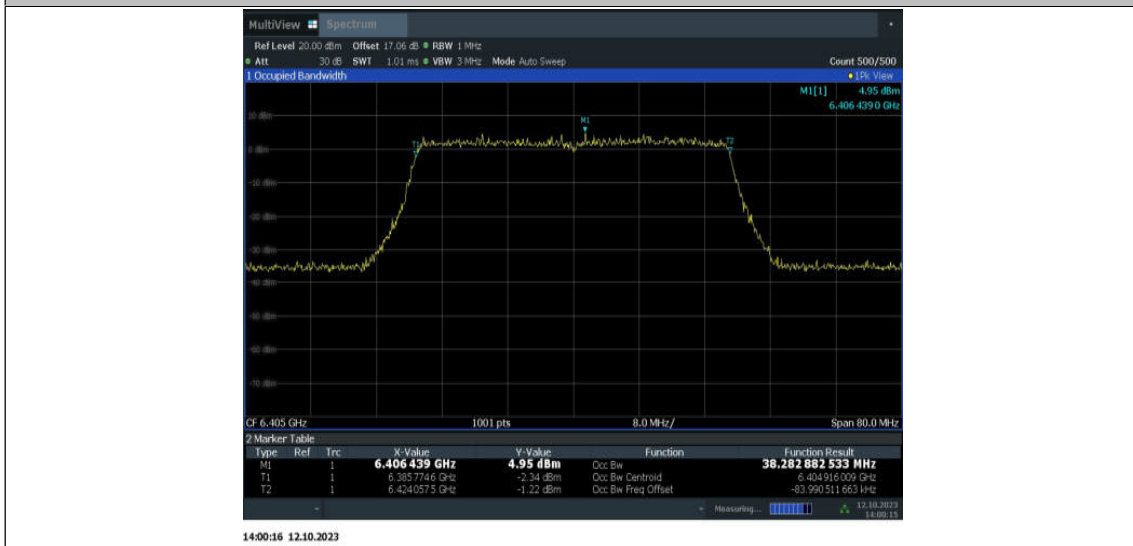 MultiView Spectrum
Ref Level 20.00 dBm Offset 17.06 dB RBW 1 MHz
Att 30 dB SWT 1.01 ms VBW 3 MHz Mode Auto Sweep Count 500/500
1 Occupied Bandwidth 1Pk View
M1[1] 4.95 dBm
6.406 439 0 GHz
10 dBm
M1
T1 T2
0 dBm
-10 dBm
-20 dBm
-30 dBm
-40 dBm
-50 dBm
-60 dBm
-70 dBm
CF 6.405 GHz 1001 pts 8.0 MHz/ Span 80.0 MHz
2 Marker Table
Type Ref Trc X-Value Y-Value Function Function Result
M1 1 6.406 439 GHz 4.95 dBm Occ Bw 38.282 882 533 MHz
T1 1 6.385 774 6 GHz -2.34 dBm Occ Bw Centroid 6.404 916 009 GHz
T2 1 6.424 057 5 GHz -1.22 dBm Occ Bw Freq Offset -83.990 511 663 kHz
Measuring... 12.10.2023
14:00:15
14:00:16 12.10.2023